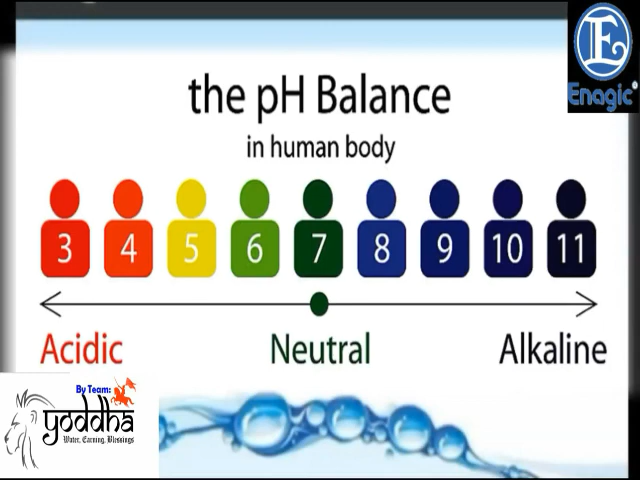 E
Enagic
the pH Balance
in human body
3 4 5 6 7 8 9 10 11
Acidic Neutral Alkaline
By Team:
yoddha
Water, Earning, Blessings